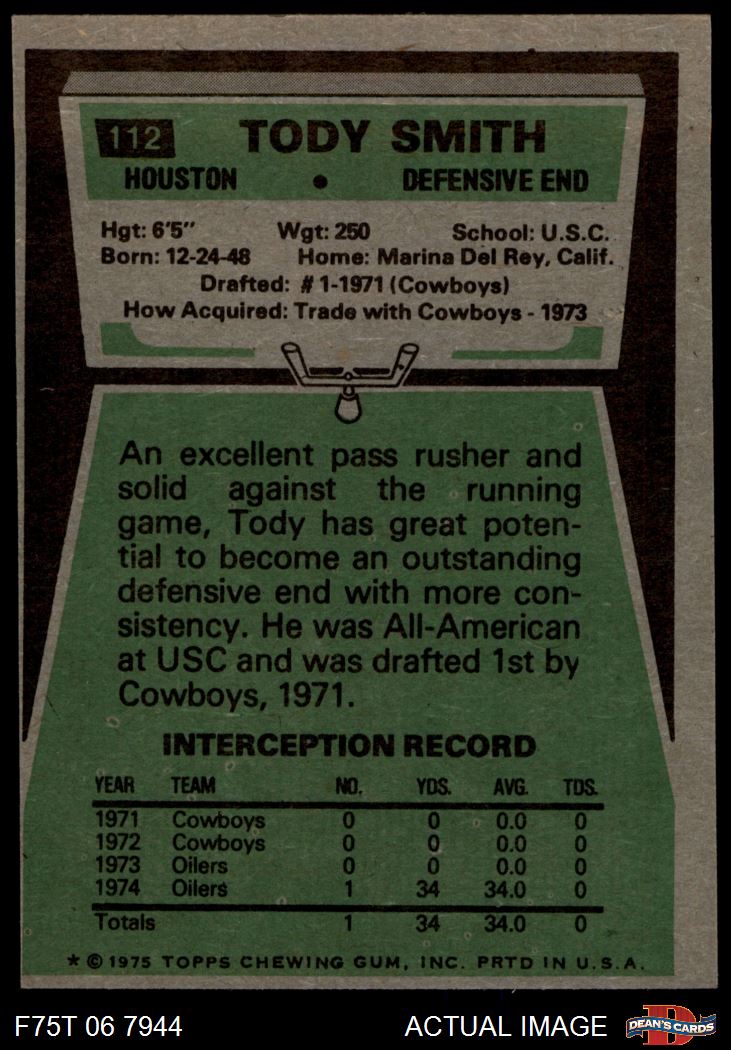 112 TODY SMITH
HOUSTON • DEFENSIVE END
Hgt: 6'5" Wgt: 250 School: U.S.C.
Born: 12-24-48 Home: Marina Del Rey, Calif.
Drafted: #1-1971 (Cowboys)
How Acquired: Trade with Cowboys - 1973
An excellent pass rusher and
solid against the running
game, Tody has great poten-
tial to become an outstanding
defensive end with more con-
sistency. He was All-American
at USC and was drafted 1st by
Cowboys, 1971.
INTERCEPTION RECORD
YEAR TEAM NO. YDS. AVG. TDS.
1971 Cowboys 0 0 0.0 0
1972 Cowboys 0 0 0.0 0
1973 Oilers 0 0 0.0 0
1974 Oilers 1 34 34.0 0
Totals 1 34 34.0 0
* © 1975 TOPPS CHEWING GUM, INC. PRTD IN U.S.A.
F75T 06 7944 ACTUAL IMAGE D DEAN'S CARDS